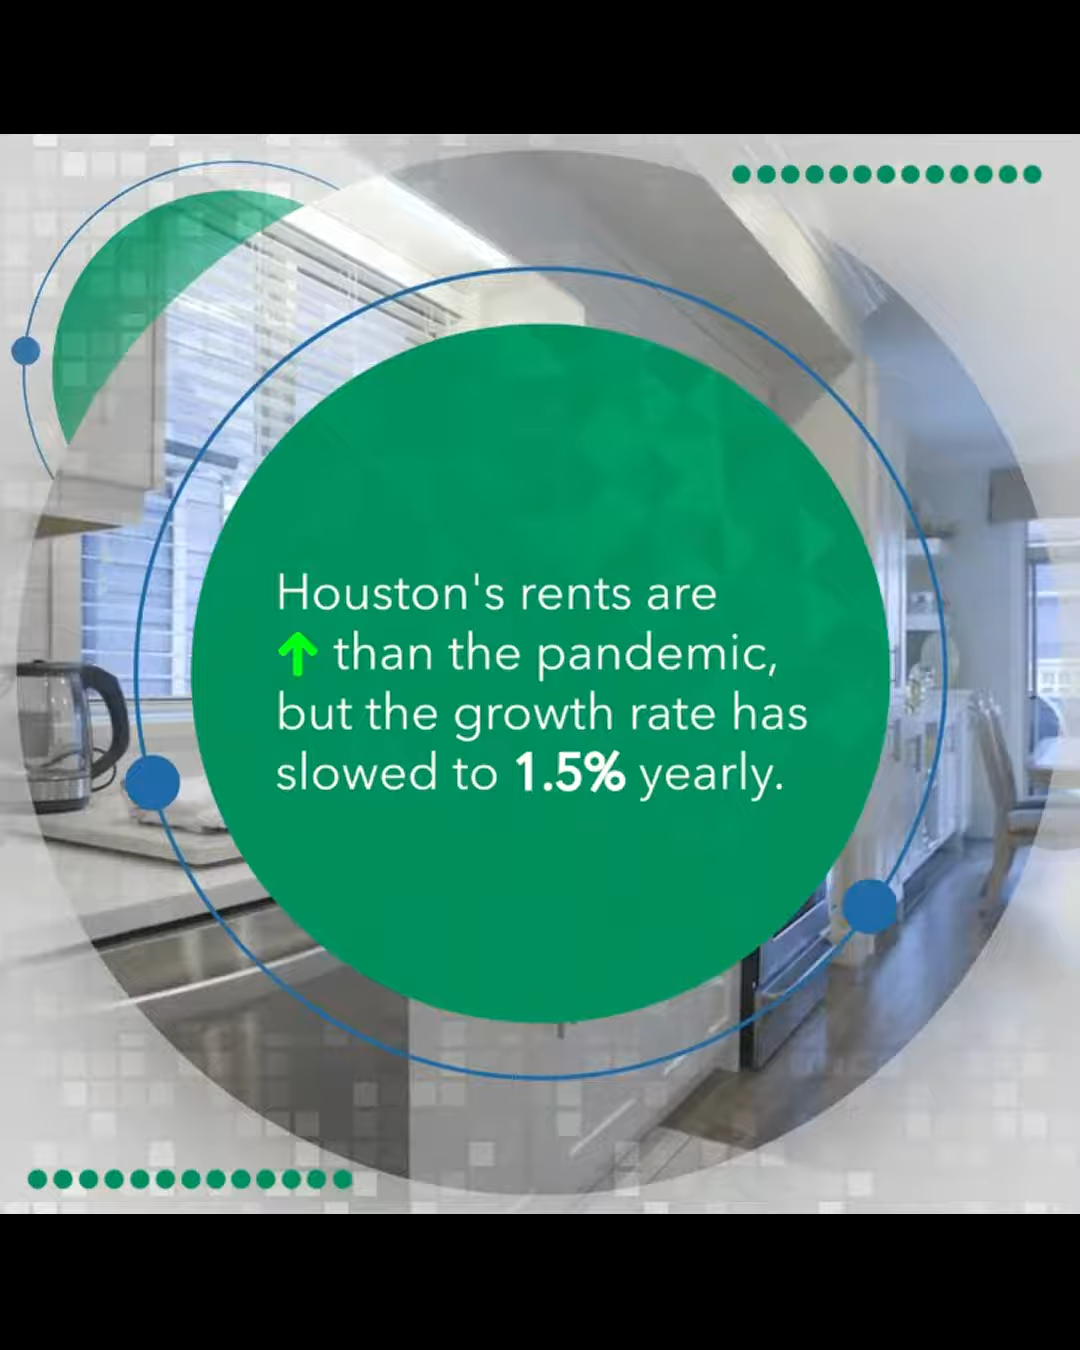 Houston's rents are
↑ than the pandemic,
but the growth rate has
slowed to 1.5% yearly.